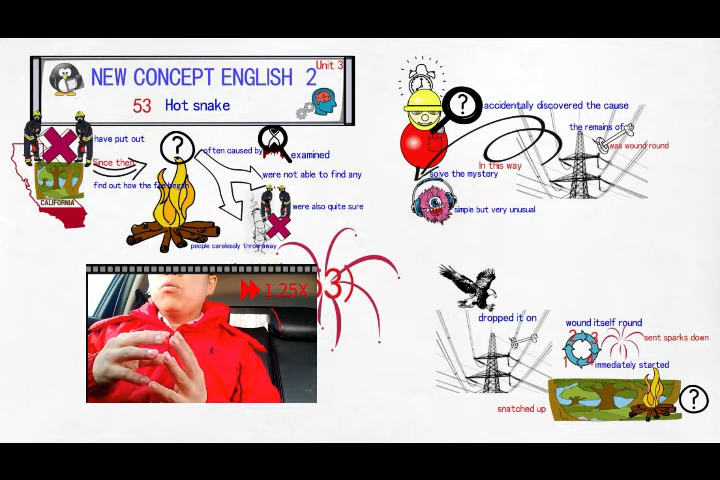 Unit 3
NEW CONCEPT ENGLISH 2
53 Hot snake
have put out
Since then
find out how the fire began
CALIFORNIA
?
often caused by
examined
were not able to find any
were also quite sure
people carelessly throw away
1.25X
3)
?
accidentally discovered the cause
the remains of
was wound round
In this way
solve the mystery
simple but very unusual
dropped it on
wound itself round
sent sparks down
immediately started
snatched up
?